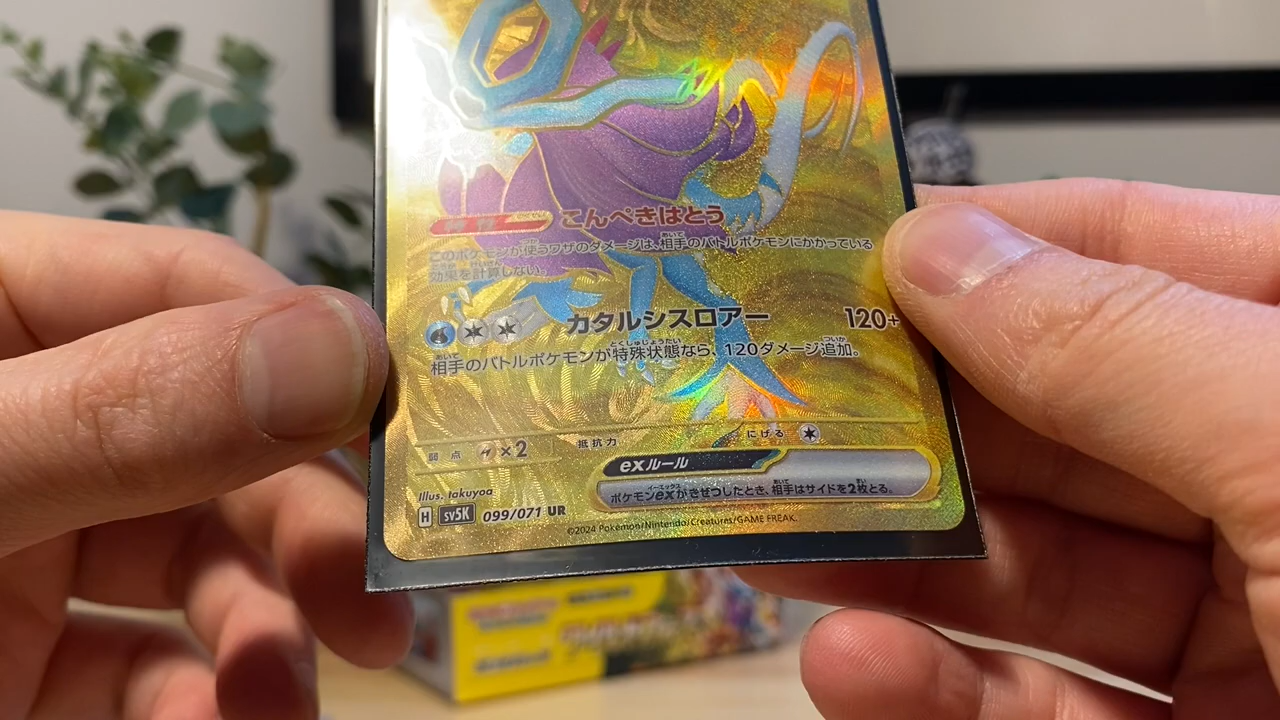 こんぺきはとう
このポケモンが使うワザのダメージは、相手のバトルポケモンにかかっている
効果を計算しない。
カタルシスロアー 120+
相手のバトルポケモンが特殊状態なら、120ダメージ追加。
弱点 ×2 抵抗力 にげる
exルール
ポケモンexがきぜつしたとき、相手はサイドを2枚とる。
Illus. takuyoa
H SV5K 099/071 UR
©2024 Pokémon/Nintendo/Creatures/GAME FREAK.